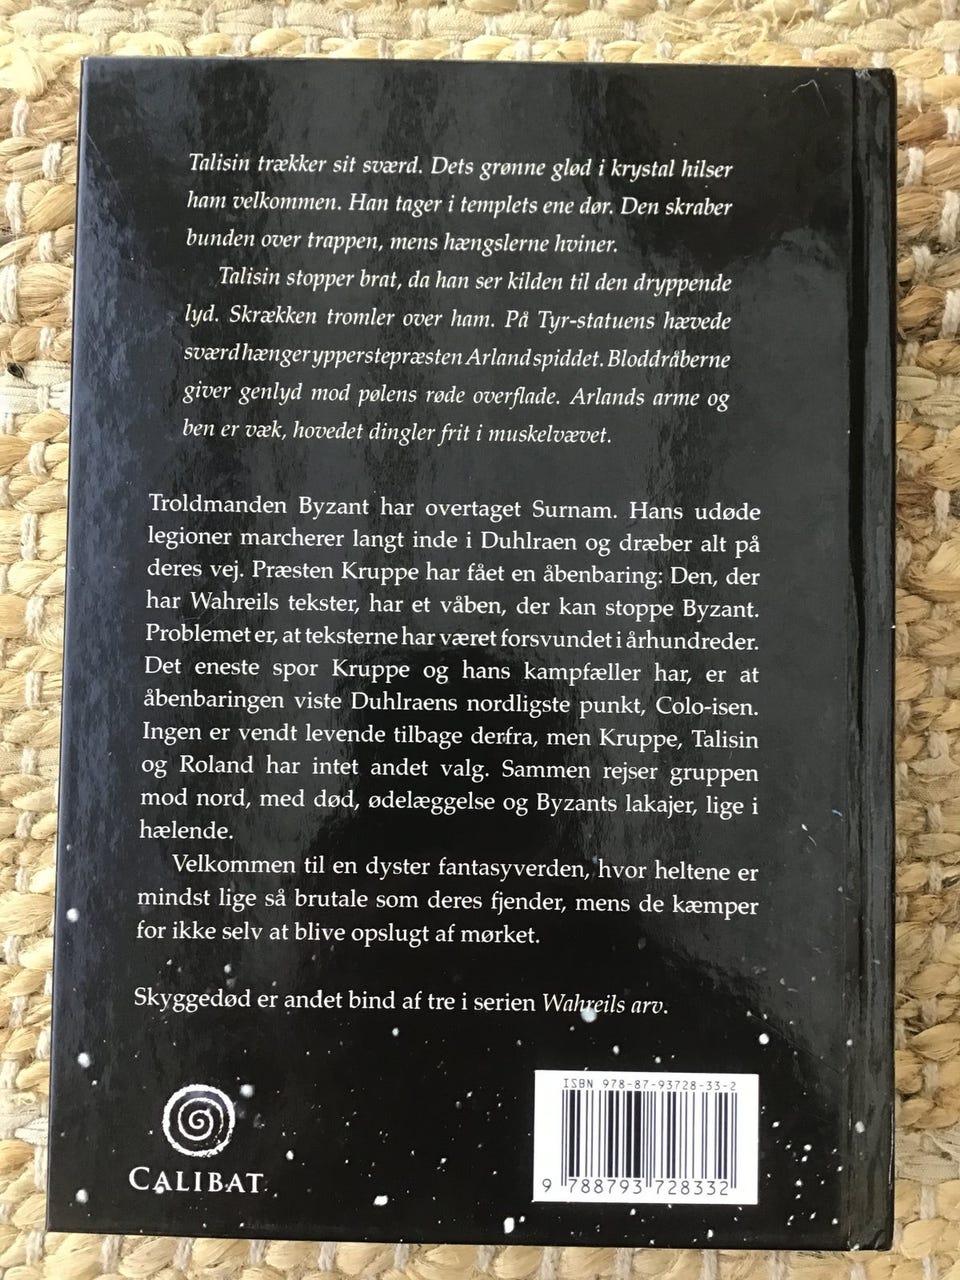 Talisin trækker sit sværd. Dets grønne glød i krystal hilser
ham velkommen. Han tager i templets ene dør. Den skraber
bunden over trappen, mens hængslerne hviner.
Talisin stopper brat, da han ser kilden til den dryppende
lyd. Skrækken tromler over ham. På Tyr-statuens hævede
sværd hænger ypperstepræsten Arland spiddet. Bloddråberne
giver genlyd mod pølens røde overflade. Arlands arme og
ben er væk, hovedet dingler frit i muskelvævet.
Troldmanden Byzant har overtaget Surnam. Hans udøde
legioner marcherer langt inde i Duhlraen og dræber alt på
deres vej. Præsten Kruppe har fået en åbenbaring: Den, der
har Wahreils tekster, har et våben, der kan stoppe Byzant.
Problemet er, at teksterne har været forsvundet i århundreder.
Det eneste spor Kruppe og hans kampfæller har, er at
åbenbaringen viste Duhlraens nordligste punkt, Colo-isen.
Ingen er vendt levende tilbage derfra, men Kruppe, Talisin
og Roland har intet andet valg. Sammen rejser gruppen
mod nord, med død, ødelæggelse og Byzants lakajer, lige i
hælende.
Velkommen til en dyster fantasyverden, hvor heltene er
mindst lige så brutale som deres fjender, mens de kæmper
for ikke selv at blive opslugt af mørket.
Skyggedød er andet bind af tre i serien Wahreils arv.
ISBN 978-87-93728-33-2
9 788793 728332
CALIBAT